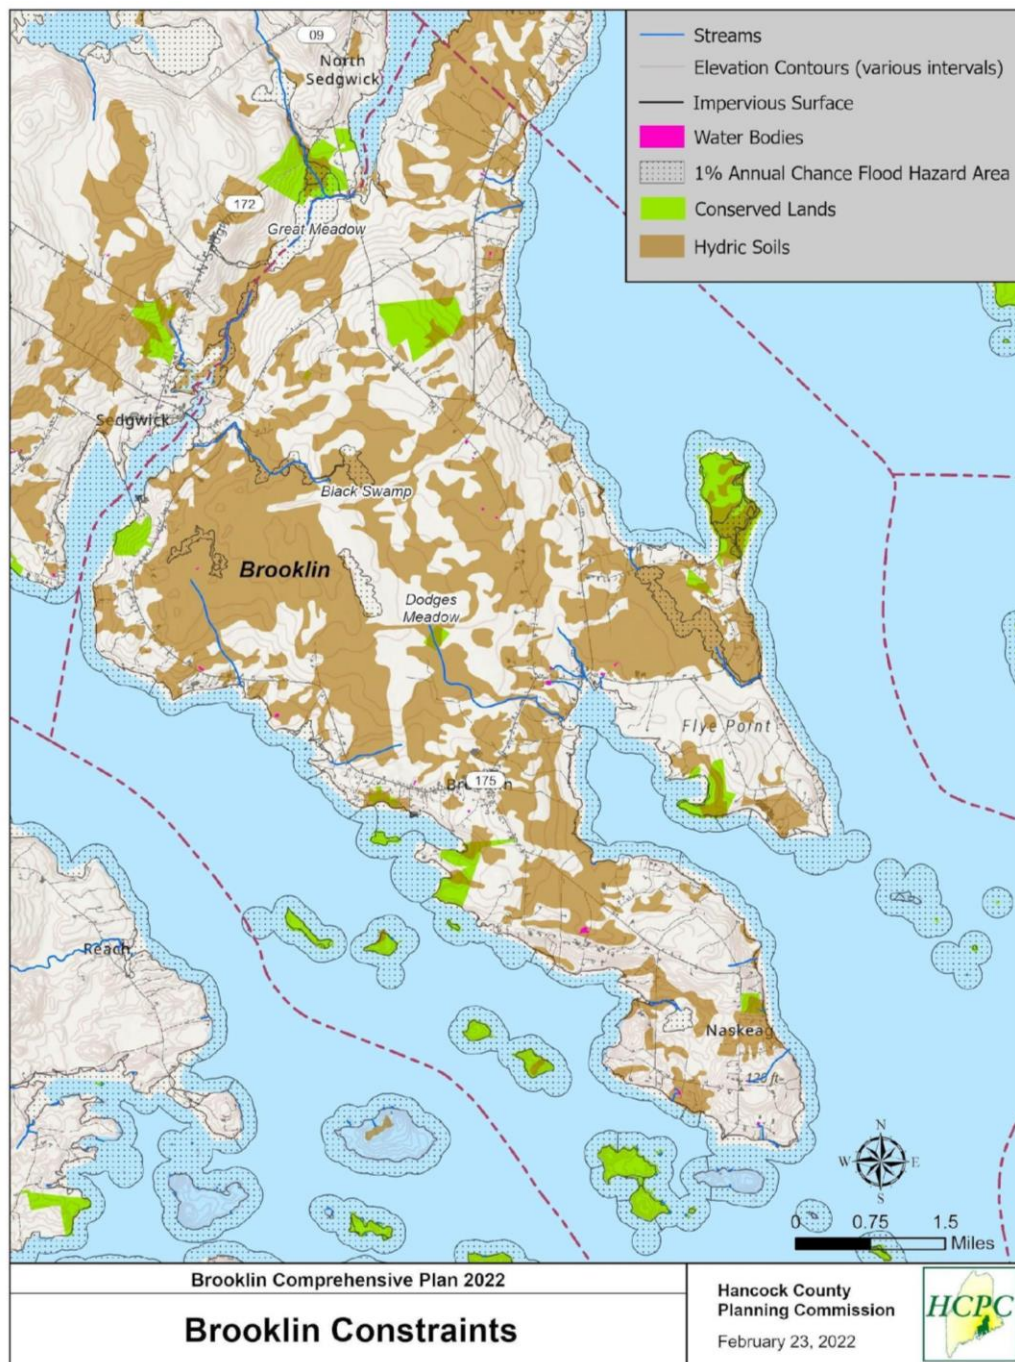 Streams
Elevation Contours (various intervals)
Impervious Surface
Water Bodies
1% Annual Chance Flood Hazard Area
Conserved Lands
Hydric Soils
09
North
Sedgwick
172
Great Meadow
Sedgwick
Black Swamp
Brooklin
Dodges
Meadow
Flye Point
175
Reach
Naskeag
128 ft
N
W
E
S
0 0.75 1.5
Miles
Brooklin Comprehensive Plan 2022
Brooklin Constraints
Hancock County
Planning Commission
February 23, 2022
HCPC